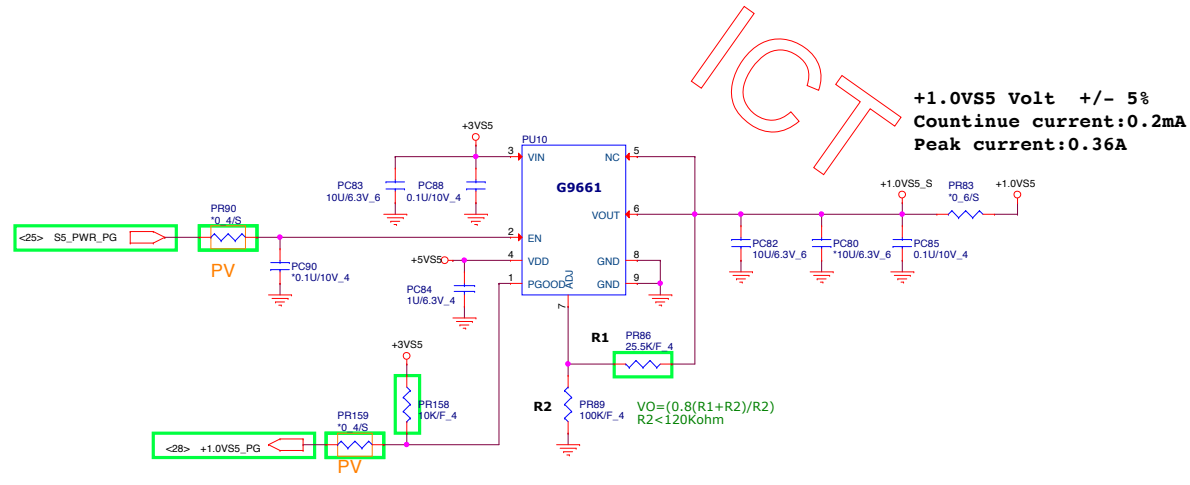 ICT
+1.0VS5 Volt  +/- 5%
Countinue current:0.2mA
Peak current:0.36A
+3VS5
PU10
3
VIN
NC
5
G9661
PC83
10U/6.3V_6
PC88
0.1U/10V_4
+1.0VS5_S
PR83
*0_6/S
+1.0VS5
VOUT
6
PR90
*0_4/S
<25>  S5_PWR_PG
2
EN
PC82
10U/6.3V_6
PC80
*10U/6.3V_6
PC85
0.1U/10V_4
+5VS5
4
VDD
GND
8
PV
PC90
*0.1U/10V_4
PC84
1U/6.3V_4
1
PGOOD
ADJ
GND
9
7
R1
PR86
25.5K/F_4
+3VS5
PR158
10K/F_4
R2
PR89
100K/F_4
VO=(0.8(R1+R2)/R2)
R2<120Kohm
PR159
*0_4/S
<28>  +1.0VS5_PG
PV